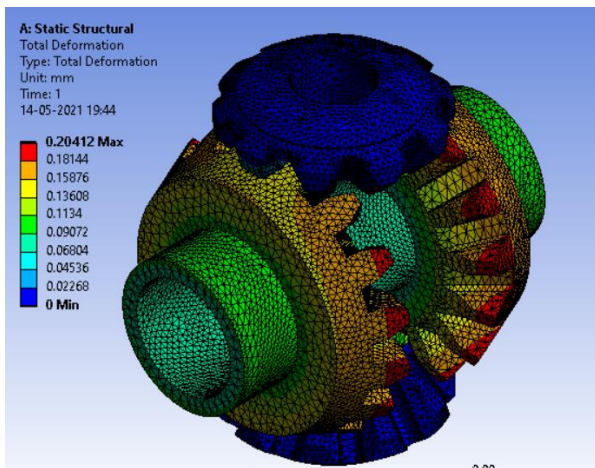 A: Static Structural
Total Deformation
Type: Total Deformation
Unit: mm
Time: 1
14-05-2021 19:44
0.20412 Max
0.18144
0.15876
0.13608
0.1134
0.09072
0.06804
0.04536
0.02268
0 Min